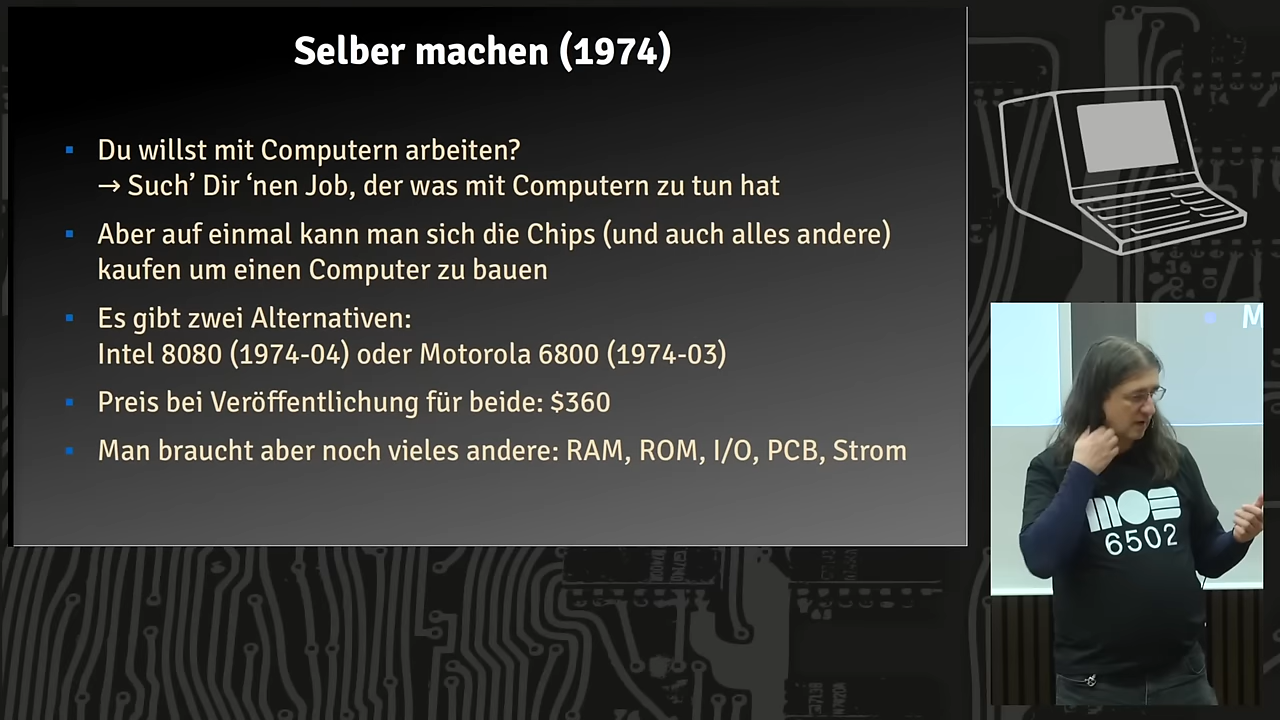 Selber machen (1974)
Du willst mit Computern arbeiten?
→ Such’ Dir ‘nen Job, der was mit Computern zu tun hat
Aber auf einmal kann man sich die Chips (und auch alles andere)
kaufen um einen Computer zu bauen
Es gibt zwei Alternativen:
Intel 8080 (1974-04) oder Motorola 6800 (1974-03)
Preis bei Veröffentlichung für beide: $360
Man braucht aber noch vieles andere: RAM, ROM, I/O, PCB, Strom
M
mos
6502